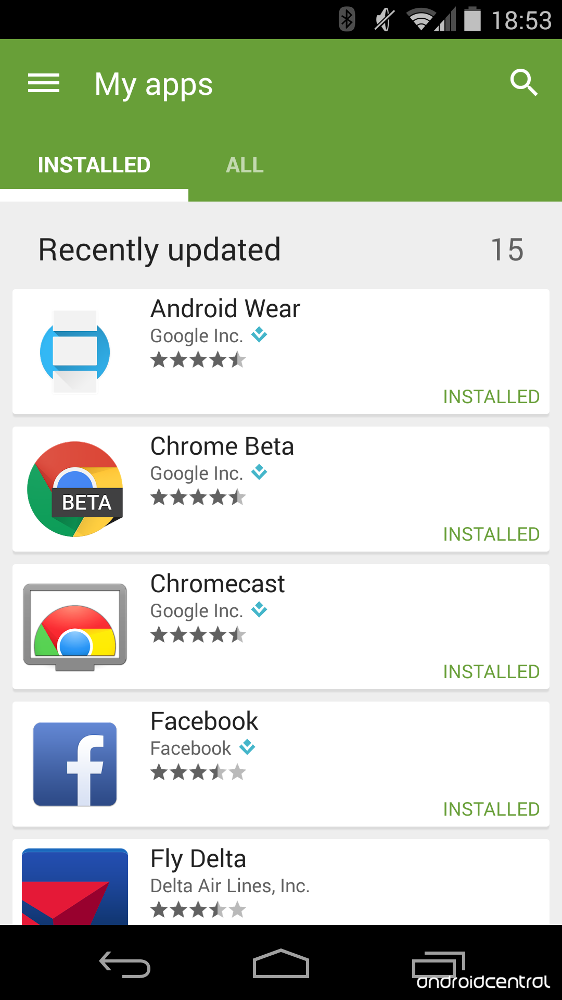 18:53
My apps
INSTALLED ALL
Recently updated 15
Android Wear
Google Inc.
INSTALLED
Chrome Beta
Google Inc.
BETA
INSTALLED
Chromecast
Google Inc.
INSTALLED
Facebook
Facebook
f
INSTALLED
Fly Delta
Delta Air Lines, Inc.
androidcentral